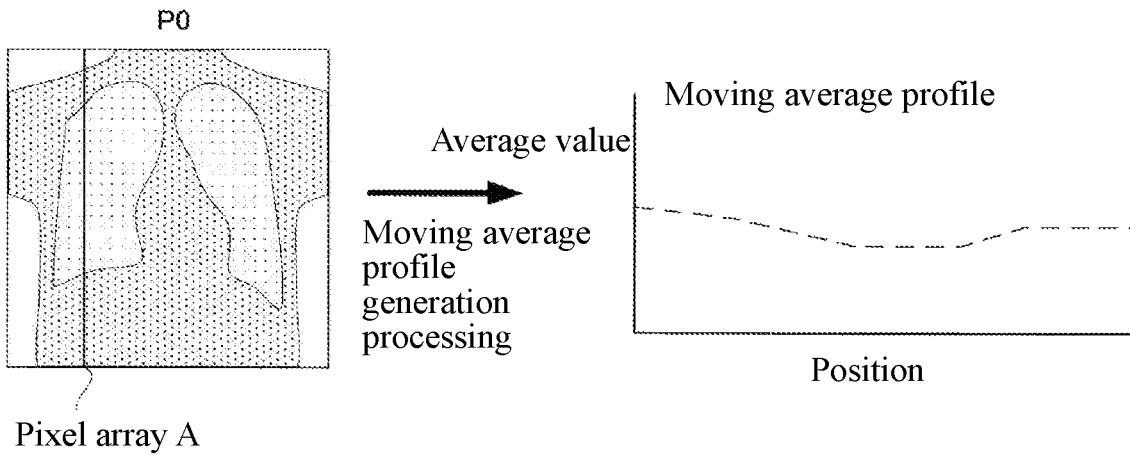 P0
Moving average profile
Average value
Moving average
profile
generation
processing
Position
Pixel array A